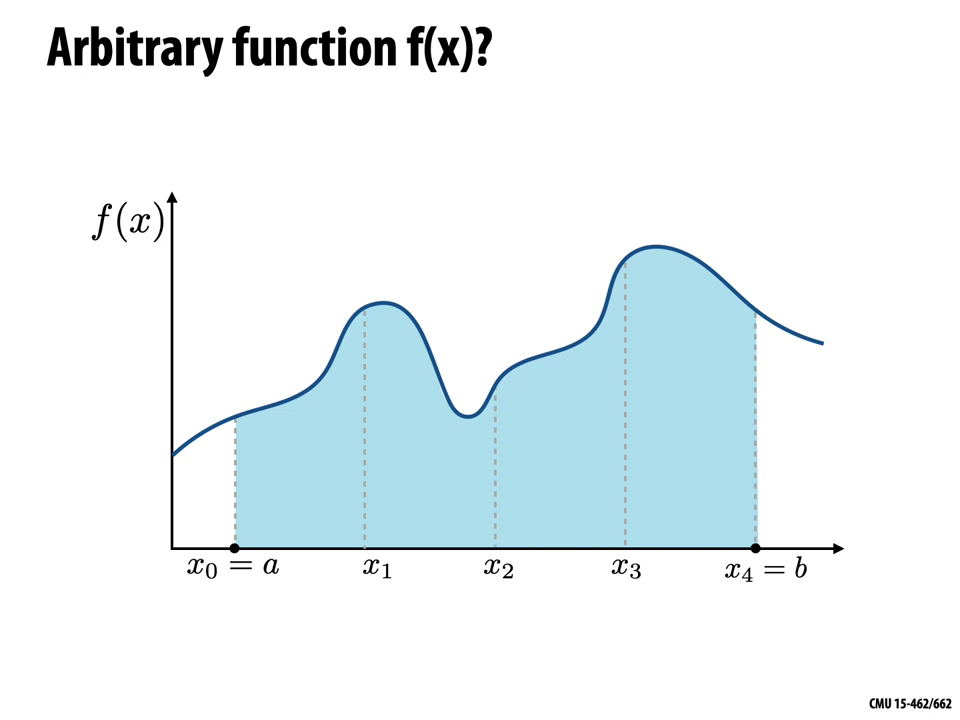 Arbitrary function f(x)?
f(x)
x₀ = a
x₁
x₂
x₃
x₄ = b
CMU 15-462/662